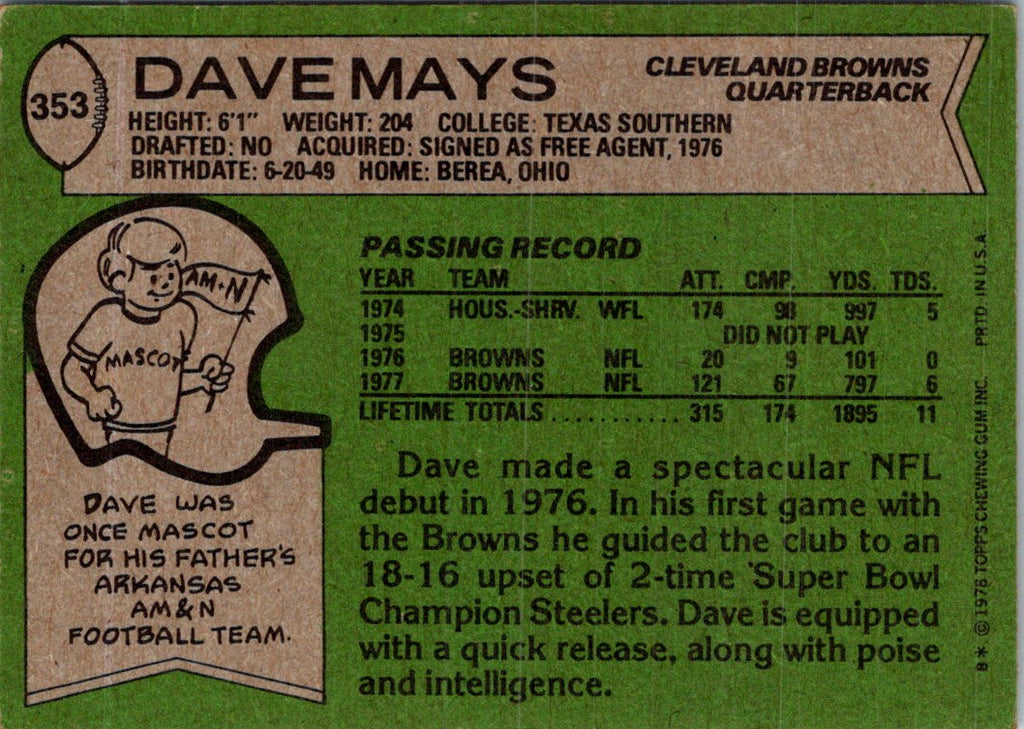 353
DAVE MAYS
CLEVELAND BROWNS
QUARTERBACK
HEIGHT: 6'1" WEIGHT: 204 COLLEGE: TEXAS SOUTHERN
DRAFTED: NO ACQUIRED: SIGNED AS FREE AGENT, 1976
BIRTHDATE: 6-20-49 HOME: BEREA, OHIO
AM+N
MASCOT
DAVE WAS
ONCE MASCOT
FOR HIS FATHER'S
ARKANSAS
AM&N
FOOTBALL TEAM.
PASSING RECORD
YEAR TEAM ATT. CMP. YDS. TDS.
1974 HOUS.-SHRV. WFL 174 98 997 5
1975 DID NOT PLAY
1976 BROWNS NFL 20 9 101 0
1977 BROWNS NFL 121 67 797 6
LIFETIME TOTALS ........... 315 174 1895 11
Dave made a spectacular NFL
debut in 1976. In his first game with
the Browns he guided the club to an
18-16 upset of 2-time Super Bowl
Champion Steelers. Dave is equipped
with a quick release, along with poise
and intelligence.
B* © 1978 TOPPS CHEWING GUM INC. PRTD IN U.S.A.